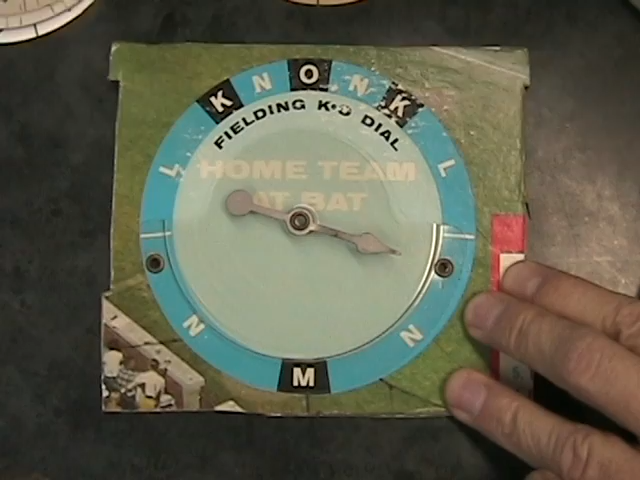 K N O N K
FIELDING K•O DIAL
L L
HOME TEAM
AT BAT
N N
M